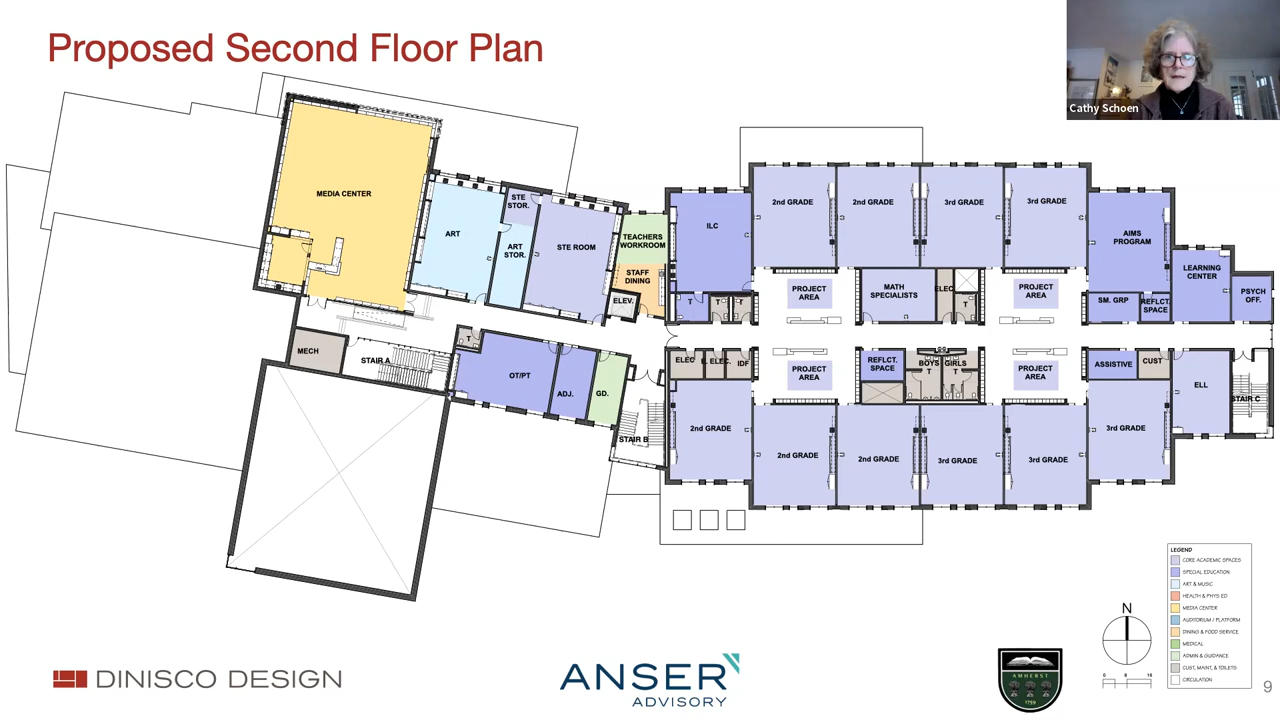 Proposed Second Floor Plan
Cathy Schoen
MEDIA CENTER
ART
STE
STOR.
ART
STOR.
STE ROOM
TEACHERS
WORKROOM
STAFF
DINING
ELEV.
ILC
T
T
T
2nd GRADE
2nd GRADE
3rd GRADE
3rd GRADE
AIMS
PROGRAM
LEARNING
CENTER
PSYCH
OFF.
PROJECT
AREA
MATH
SPECIALISTS
ELEC
T
PROJECT
AREA
SM. GRP
REFLCT.
SPACE
MECH
STAIR A
T
OT/PT
ADJ.
GD.
STAIR B
ELEC
E. ELEC.
IDF
PROJECT
AREA
REFLCT.
SPACE
BOYS
T
GIRLS
T
PROJECT
AREA
ASSISTIVE
CUST
ELL
STAIR C
2nd GRADE
2nd GRADE
2nd GRADE
3rd GRADE
3rd GRADE
3rd GRADE
LEGEND
CORE ACADEMIC SPACES
SPECIAL EDUCATION
ART & MUSIC
HEALTH & PHYS ED
MEDIA CENTER
AUDITORIUM / PLATFORM
DINING & FOOD SERVICE
MEDICAL
ADMIN & GUIDANCE
CUST, MAINT, & TOILETS
CIRCULATION
N
0 8 16
DINISCO DESIGN
ANSER
ADVISORY
AMHERST
1759
9